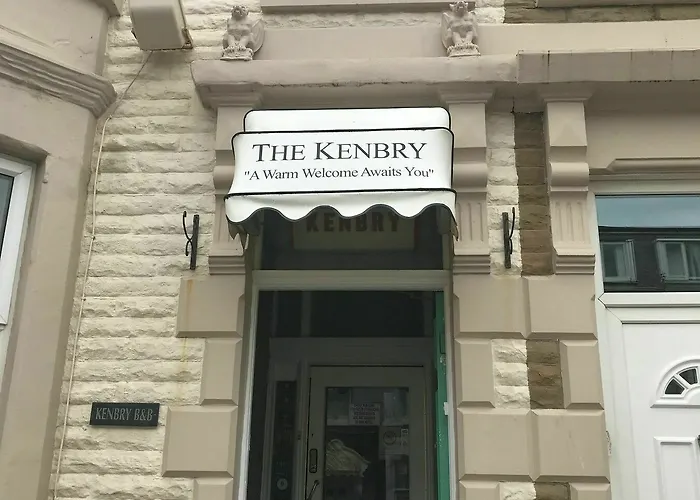 THE KENBRY
"A Warm Welcome Awaits You"
KENBRY
KENBRY B&B